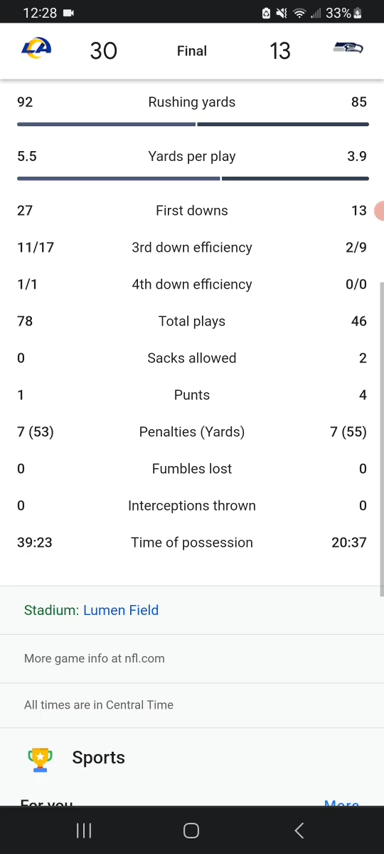 12:28 33%
30 Final 13
92 Rushing yards 85
5.5 Yards per play 3.9
27 First downs 13
11/17 3rd down efficiency 2/9
1/1 4th down efficiency 0/0
78 Total plays 46
0 Sacks allowed 2
1 Punts 4
7 (53) Penalties (Yards) 7 (55)
0 Fumbles lost 0
0 Interceptions thrown 0
39:23 Time of possession 20:37
Stadium: Lumen Field
More game info at nfl.com
All times are in Central Time
Sports
For you More